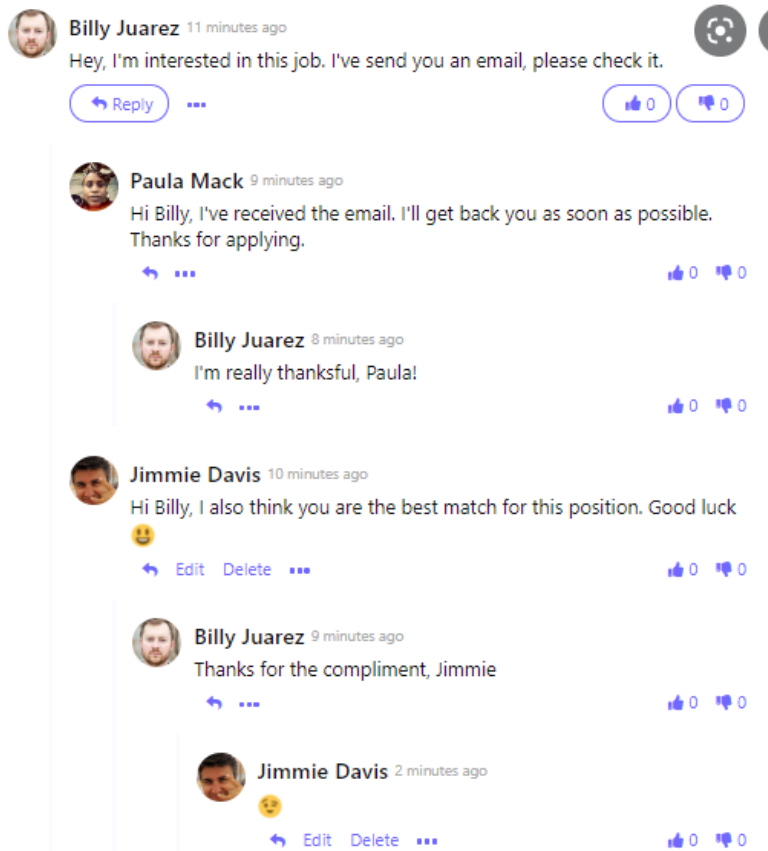 Billy Juarez 11 minutes ago
Hey, I'm interested in this job. I've send you an email, please check it.
Reply ••• 0 0
Paula Mack 9 minutes ago
Hi Billy, I've received the email. I'll get back you as soon as possible.
Thanks for applying.
••• 0 0
Billy Juarez 8 minutes ago
I'm really thanksful, Paula!
••• 0 0
Jimmie Davis 10 minutes ago
Hi Billy, I also think you are the best match for this position. Good luck
😃
Edit Delete ••• 0 0
Billy Juarez 9 minutes ago
Thanks for the compliment, Jimmie
••• 0 0
Jimmie Davis 2 minutes ago
😉
Edit Delete ••• 0 0